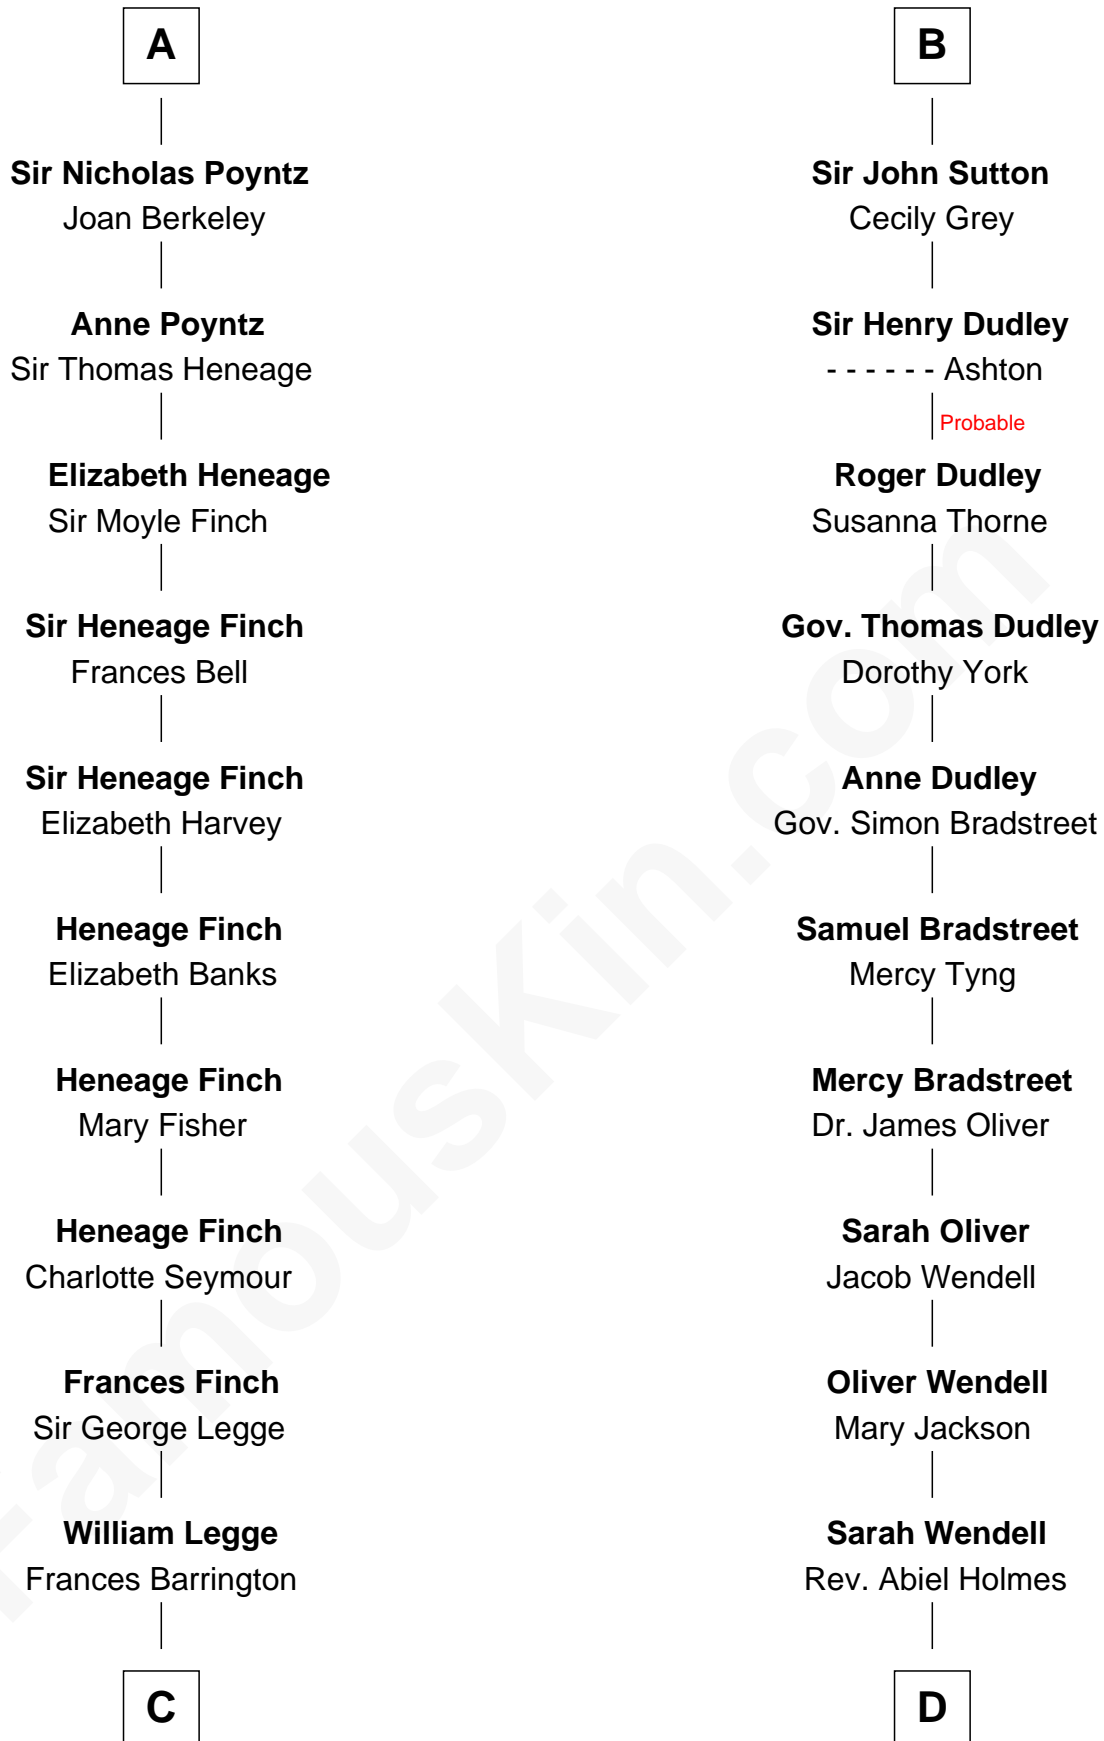 A
Sir Nicholas Poyntz
Joan Berkeley
Anne Poyntz
Sir Thomas Heneage
Elizabeth Heneage
Sir Moyle Finch
Sir Heneage Finch
Frances Bell
Sir Heneage Finch
Elizabeth Harvey
Heneage Finch
Elizabeth Banks
Heneage Finch
Mary Fisher
Heneage Finch
Charlotte Seymour
Frances Finch
Sir George Legge
William Legge
Frances Barrington
C
B
Sir John Sutton
Cecily Grey
Sir Henry Dudley
- - - - - - Ashton
Probable
Roger Dudley
Susanna Thorne
Gov. Thomas Dudley
Dorothy York
Anne Dudley
Gov. Simon Bradstreet
Samuel Bradstreet
Mercy Tyng
Mercy Bradstreet
Dr. James Oliver
Sarah Oliver
Jacob Wendell
Oliver Wendell
Mary Jackson
Sarah Wendell
Rev. Abiel Holmes
D
FamousKin.com